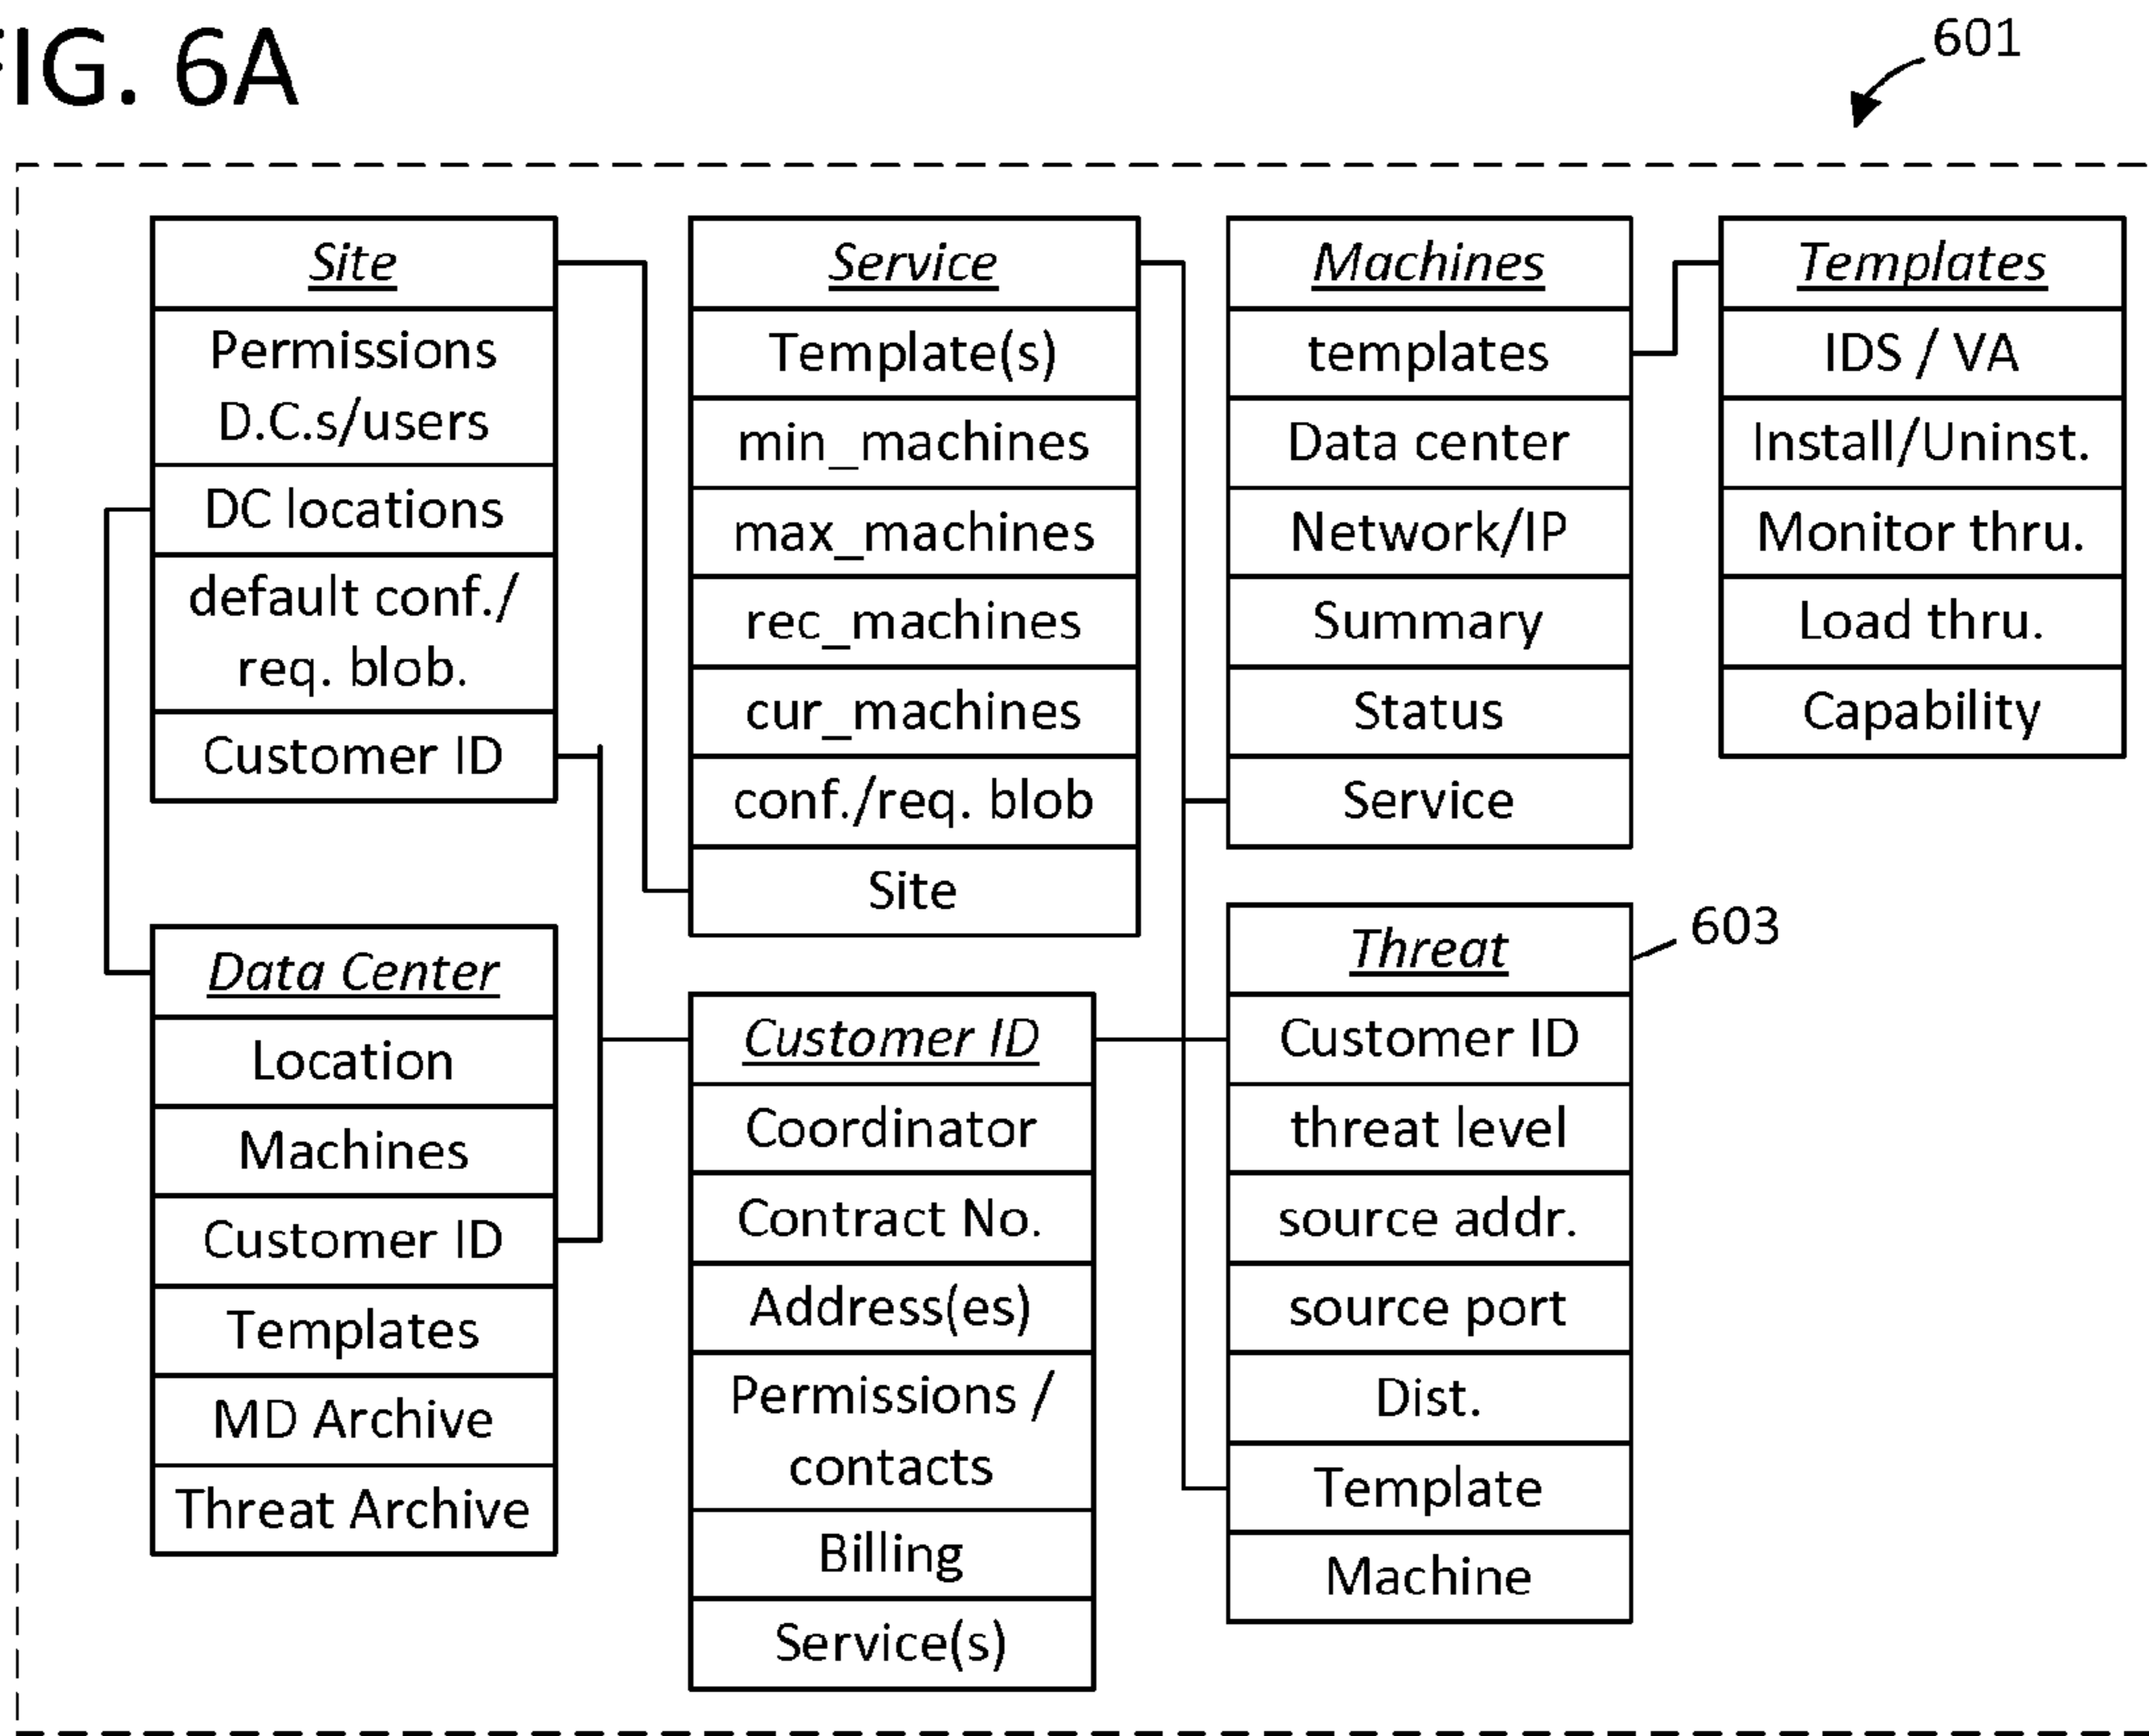 FIG. 6A
601
Site
Permissions
D.C.s/users
DC locations
default conf./
req. blob.
Customer ID
Service
Template(s)
min_machines
max_machines
rec_machines
cur_machines
conf./req. blob
Site
Machines
templates
Data center
Network/IP
Summary
Status
Service
Templates
IDS / VA
Install/Uninst.
Monitor thru.
Load thru.
Capability
Data Center
Location
Machines
Customer ID
Templates
MD Archive
Threat Archive
Customer ID
Coordinator
Contract No.
Address(es)
Permissions /
contacts
Billing
Service(s)
Threat
603
Customer ID
threat level
source addr.
source port
Dist.
Template
Machine